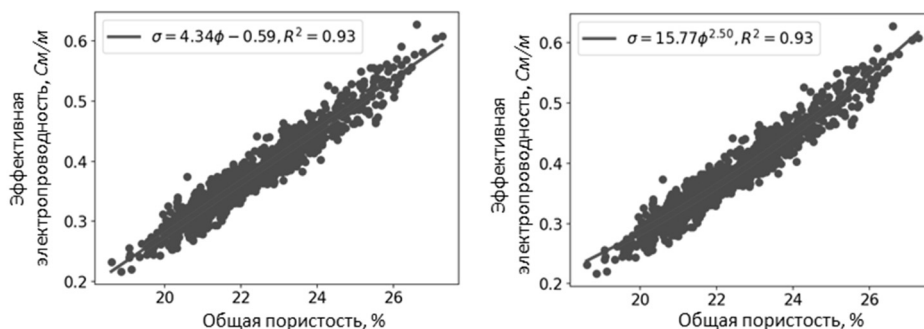 σ = 4.34ϕ − 0.59, R² = 0.93
0.6
0.5
0.4
0.3
0.2
Эффективная
электропроводность, См/м
20 22 24 26
Общая пористость, %
σ = 15.77ϕ^2.50, R² = 0.93
0.6
0.5
0.4
0.3
0.2
Эффективная
электропроводность, См/м
20 22 24 26
Общая пористость, %